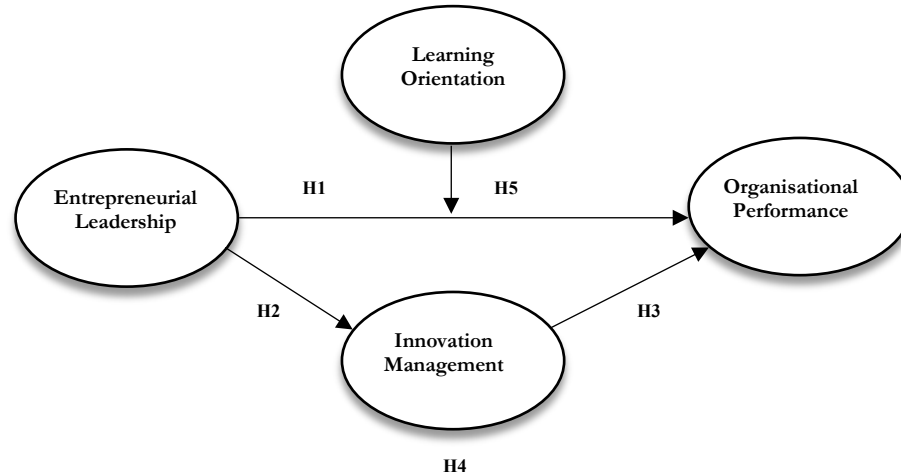 Learning
Orientation
Entrepreneurial
Leadership
H1
H5
Organisational
Performance
H2
Innovation
Management
H3
H4